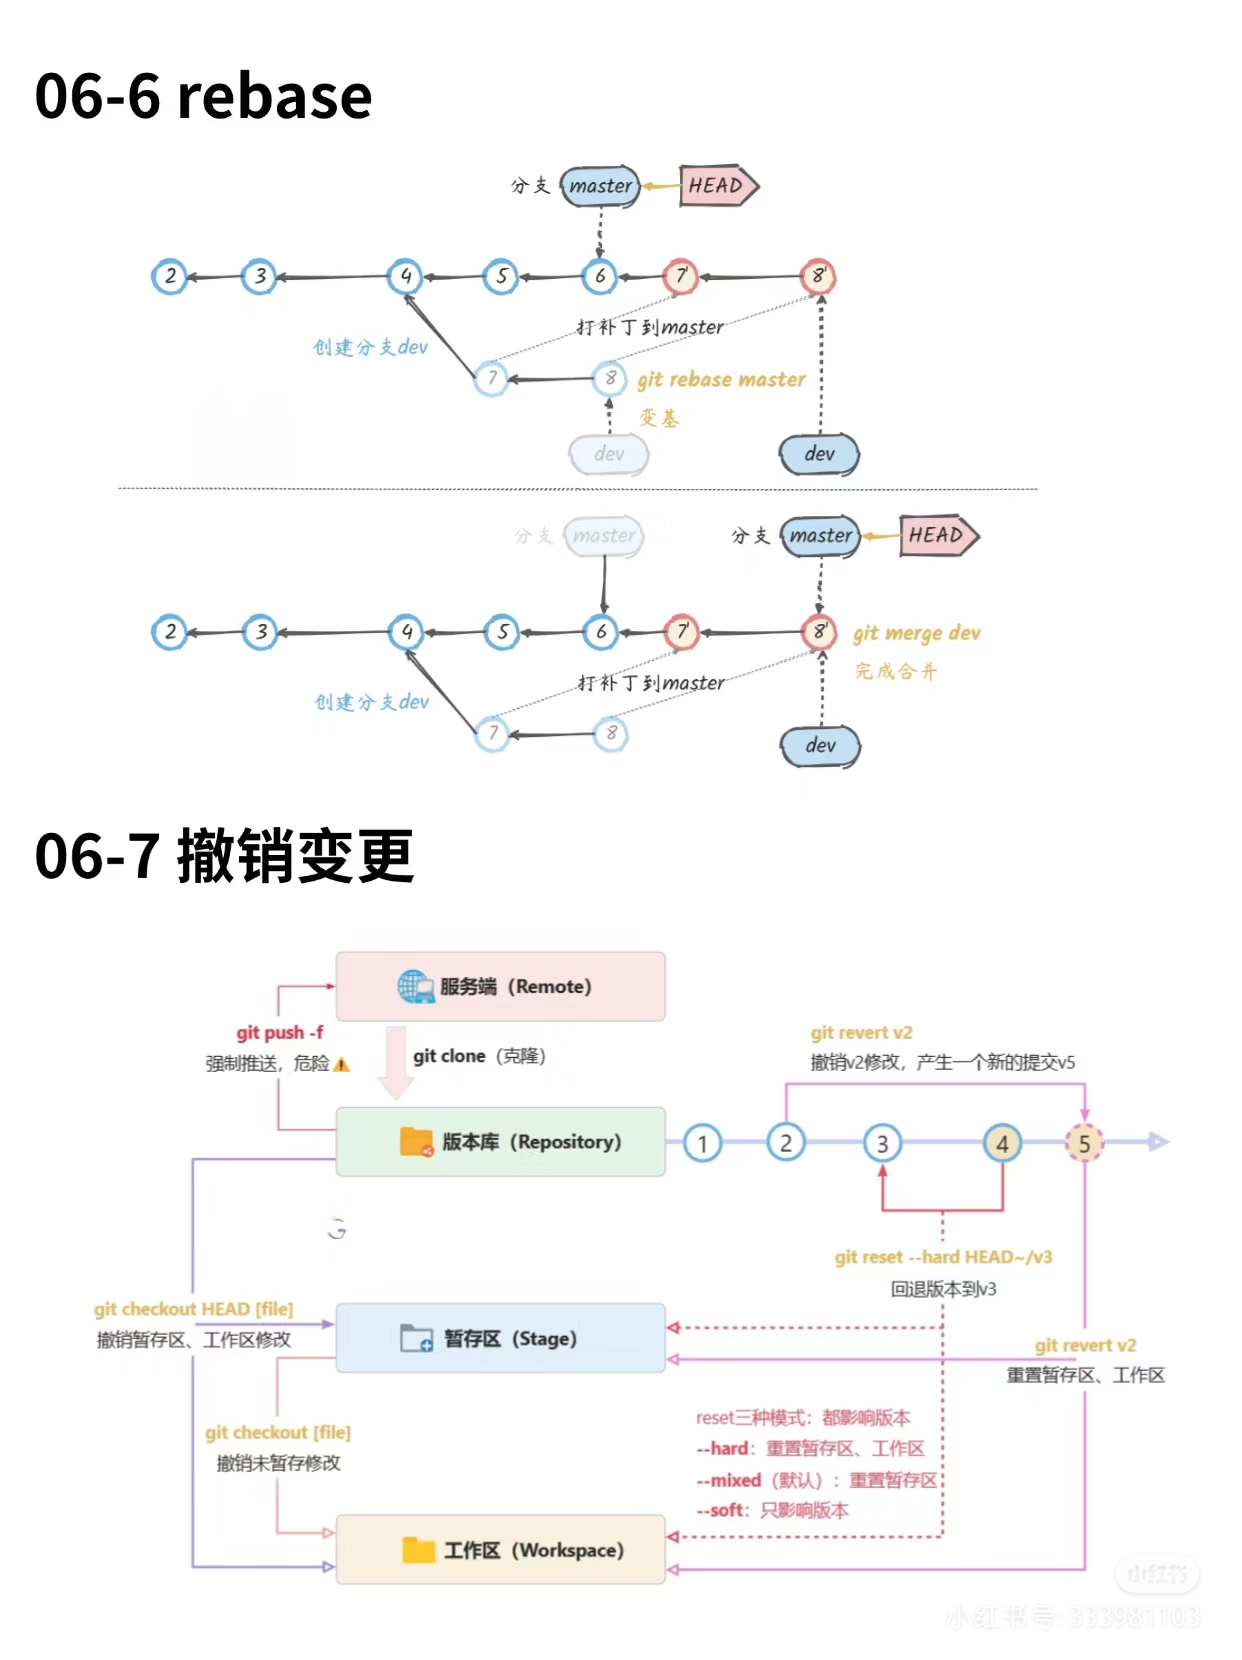 06-6 rebase
分支 master HEAD
2 3 4 5 6 7' 8'
打补丁到master
创建分支dev
7 8 git rebase master
变基
dev dev
分支 master 分支 master HEAD
2 3 4 5 6 7' 8' git merge dev
完成合并
打补丁到master
创建分支dev
7 8
dev
06-7 撤销变更
服务端（Remote）
git push -f
强制推送，危险
git clone（克隆）
git revert v2
撤销v2修改，产生一个新的提交v5
版本库（Repository）
1 2 3 4 5
git reset --hard HEAD~/v3
回退版本到v3
git checkout HEAD [file]
撤销暂存区、工作区修改
暂存区（Stage）
git revert v2
重置暂存区、工作区
git checkout [file]
撤销未暂存修改
reset三种模式：都影响版本
--hard：重置暂存区、工作区
--mixed（默认）：重置暂存区
--soft：只影响版本
工作区（Workspace）
小红书
小红书号: 333981103